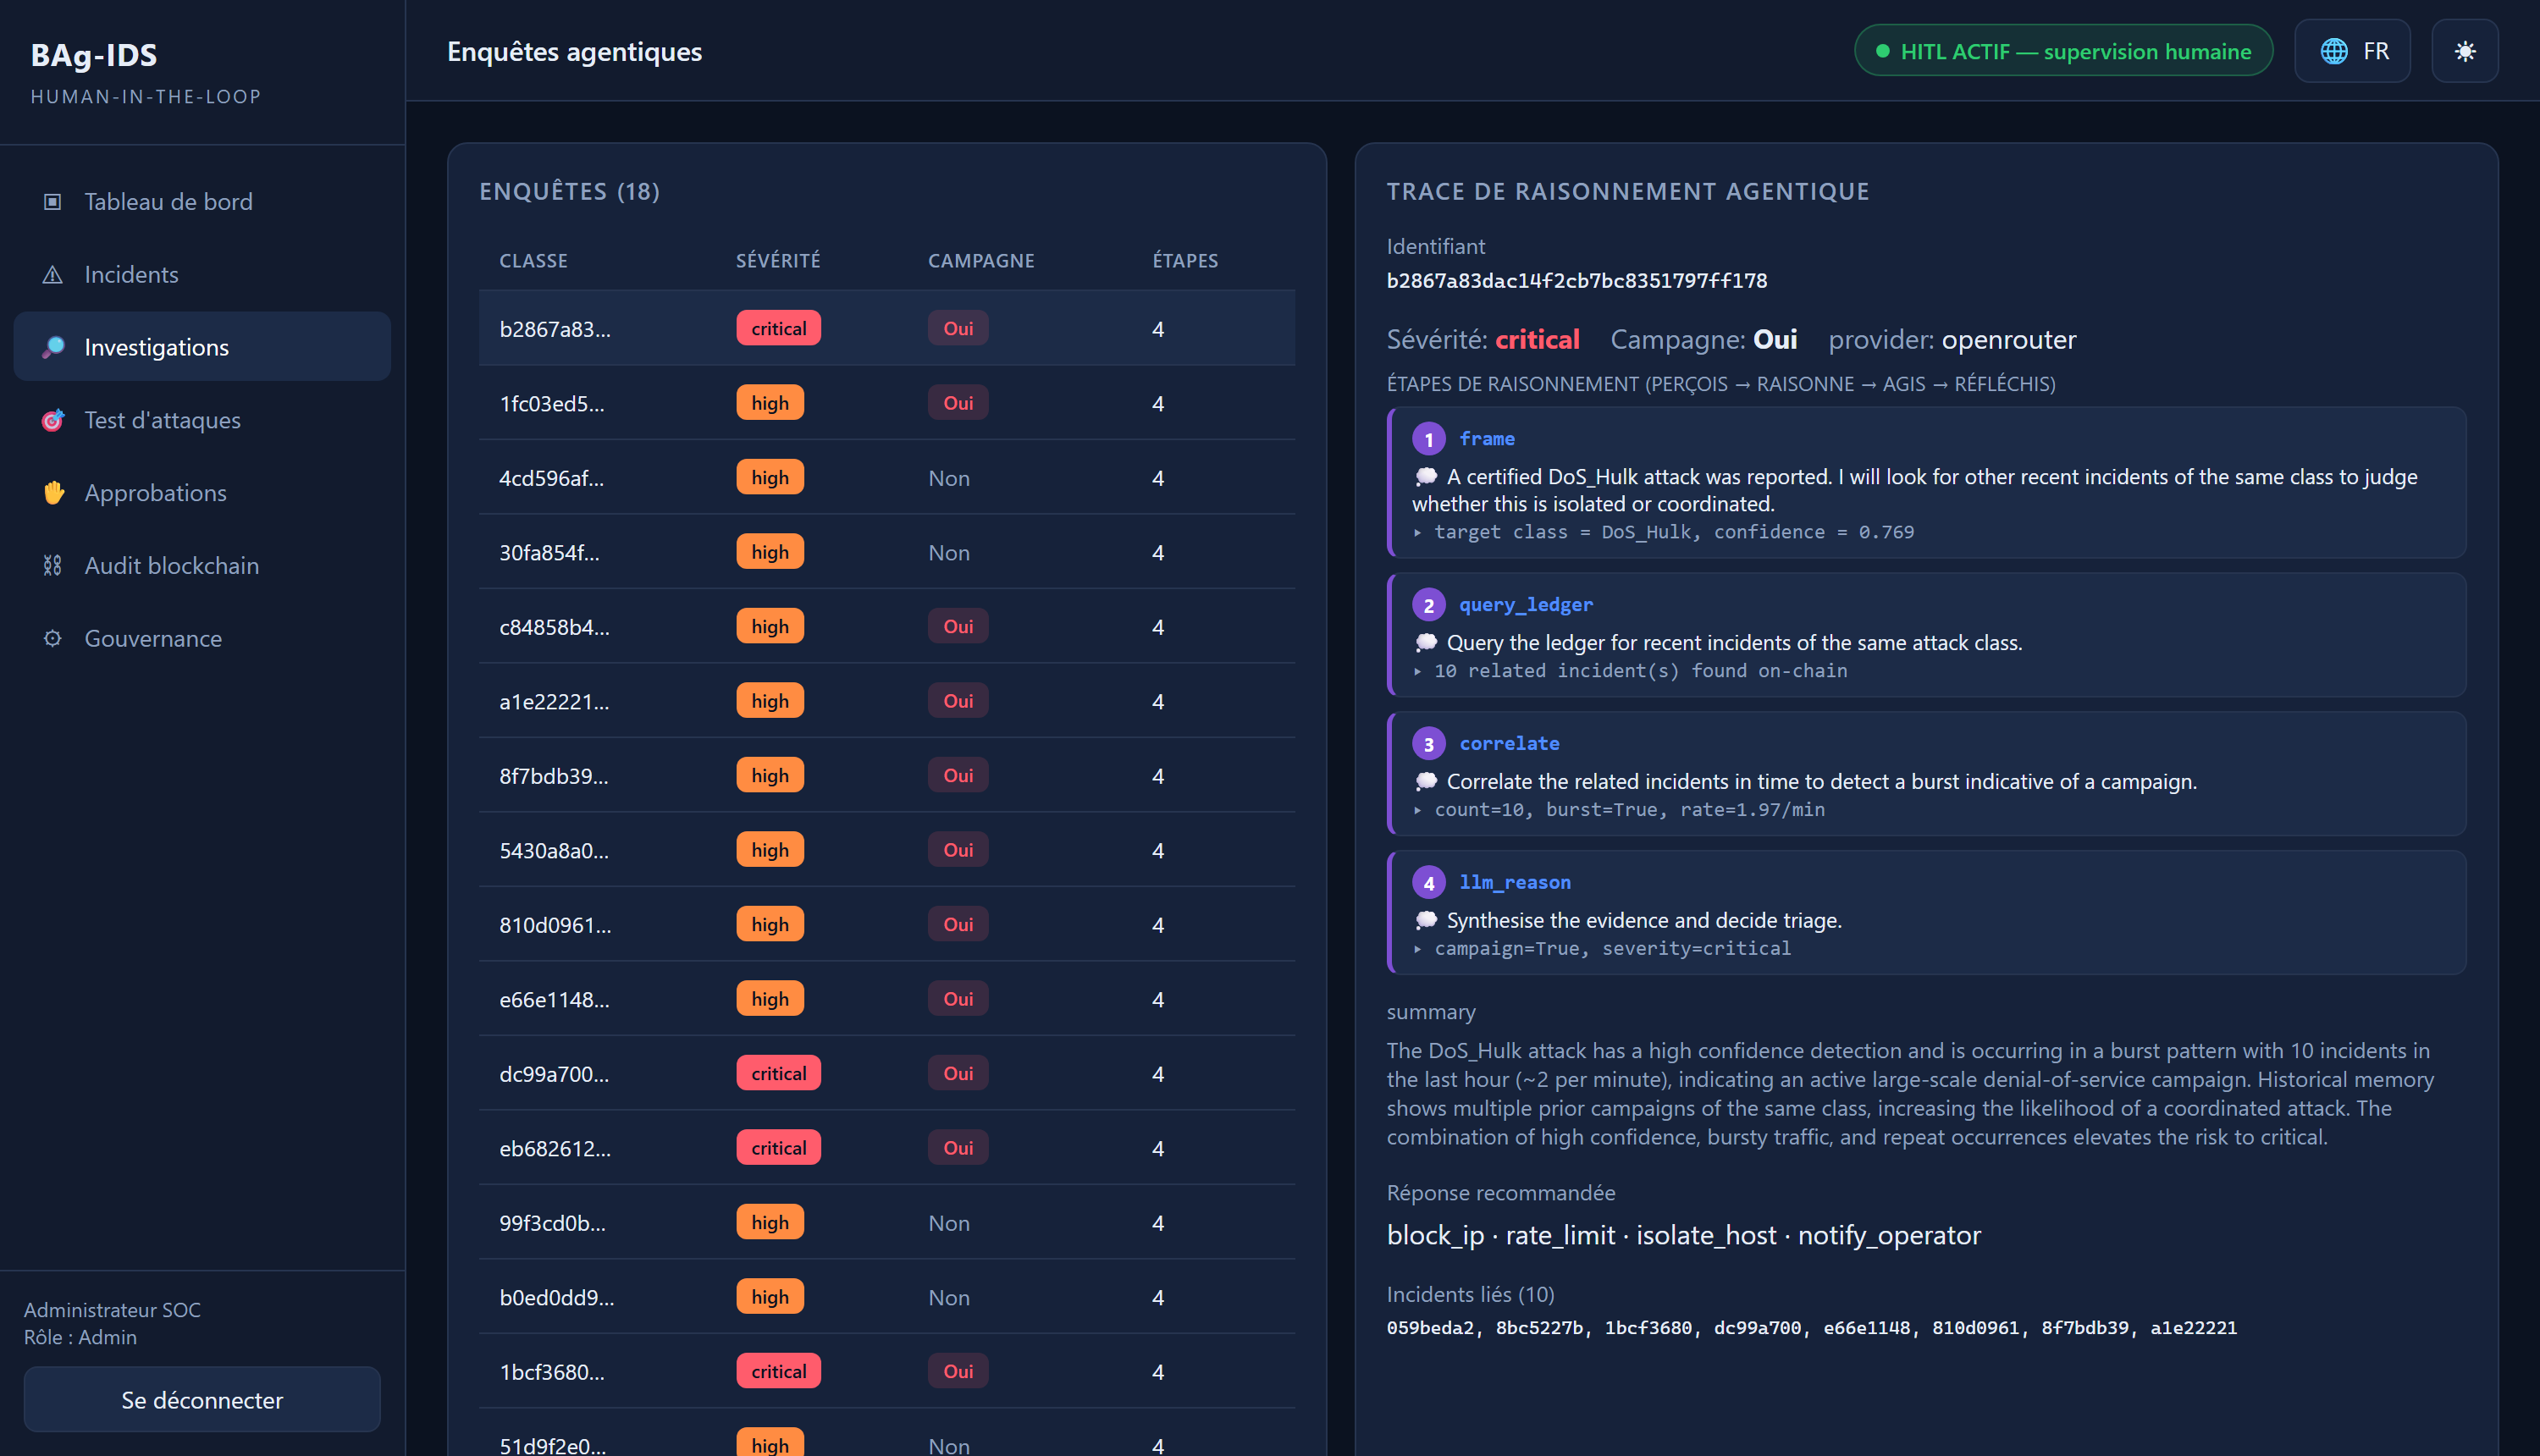 BAg-IDS
HUMAN-IN-THE-LOOP
Tableau de bord
Incidents
Investigations
Test d'attaques
Approbations
Audit blockchain
Gouvernance
Administrateur SOC
Rôle : Admin
Se déconnecter
Enquêtes agentiques
HITL ACTIF — supervision humaine
FR
ENQUÊTES (18)
CLASSE SÉVÉRITÉ CAMPAGNE ÉTAPES
b2867a83... critical Oui 4
1fc03ed5... high Oui 4
4cd596af... high Non 4
30fa854f... high Non 4
c84858b4... high Oui 4
a1e22221... high Oui 4
8f7bdb39... high Oui 4
5430a8a0... high Oui 4
810d0961... high Oui 4
e66e1148... high Oui 4
dc99a700... critical Oui 4
eb682612... critical Oui 4
99f3cd0b... high Non 4
b0ed0dd9... high Non 4
1bcf3680... critical Oui 4
51d9f2e0... high Non 4
TRACE DE RAISONNEMENT AGENTIQUE
Identifiant
b2867a83dac14f2cb7bc8351797ff178
Sévérité: critical Campagne: Oui provider: openrouter
ÉTAPES DE RAISONNEMENT (PERÇOIS → RAISONNE → AGIS → RÉFLÉCHIS)
1 frame
💭 A certified DoS_Hulk attack was reported. I will look for other recent incidents of the same class to judge
whether this is isolated or coordinated.
▸ target class = DoS_Hulk, confidence = 0.769
2 query_ledger
💭 Query the ledger for recent incidents of the same attack class.
▸ 10 related incident(s) found on-chain
3 correlate
💭 Correlate the related incidents in time to detect a burst indicative of a campaign.
▸ count=10, burst=True, rate=1.97/min
4 llm_reason
💭 Synthesise the evidence and decide triage.
▸ campaign=True, severity=critical
summary
The DoS_Hulk attack has a high confidence detection and is occurring in a burst pattern with 10 incidents in
the last hour (~2 per minute), indicating an active large-scale denial-of-service campaign. Historical memory
shows multiple prior campaigns of the same class, increasing the likelihood of a coordinated attack. The
combination of high confidence, bursty traffic, and repeat occurrences elevates the risk to critical.
Réponse recommandée
block_ip · rate_limit · isolate_host · notify_operator
Incidents liés (10)
059beda2, 8bc5227b, 1bcf3680, dc99a700, e66e1148, 810d0961, 8f7bdb39, a1e22221